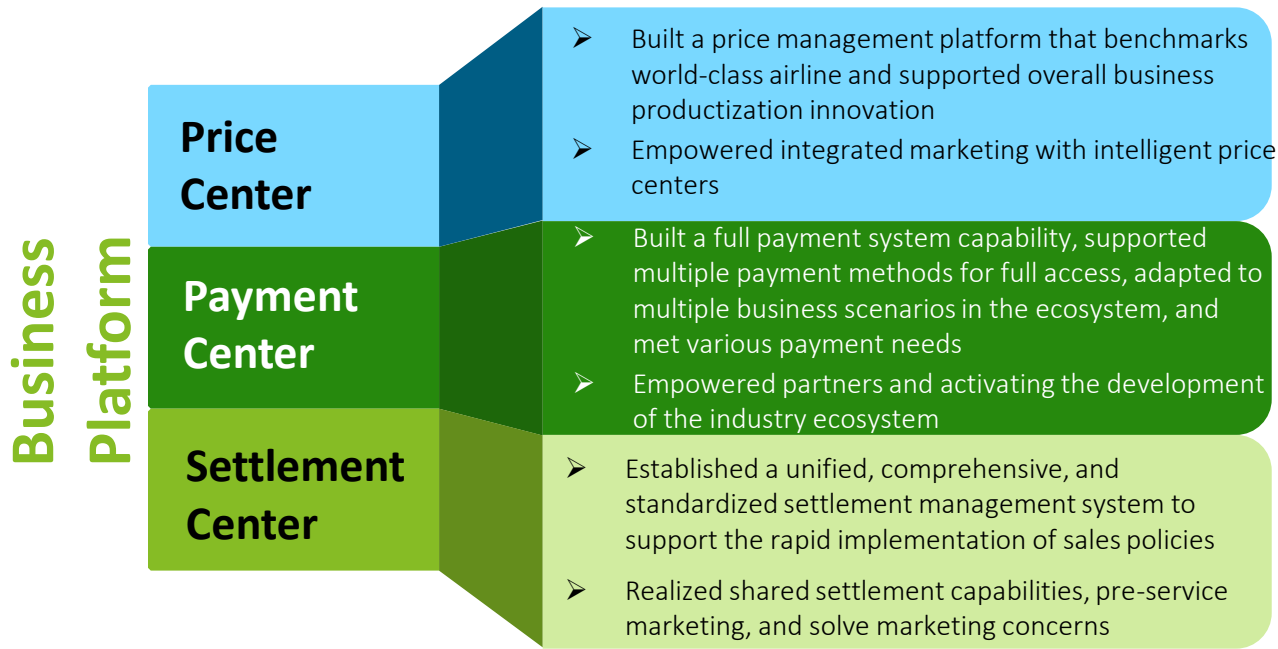 Business
Platform
Price
Center
➢ Built a price management platform that benchmarks
world-class airline and supported overall business
productization innovation
➢ Empowered integrated marketing with intelligent price
centers
Payment
Center
➢ Built a full payment system capability, supported
multiple payment methods for full access, adapted to
multiple business scenarios in the ecosystem, and
met various payment needs
➢ Empowered partners and activating the development
of the industry ecosystem
Settlement
Center
➢ Established a unified, comprehensive, and
standardized settlement management system to
support the rapid implementation of sales policies
➢ Realized shared settlement capabilities, pre-service
marketing, and solve marketing concerns